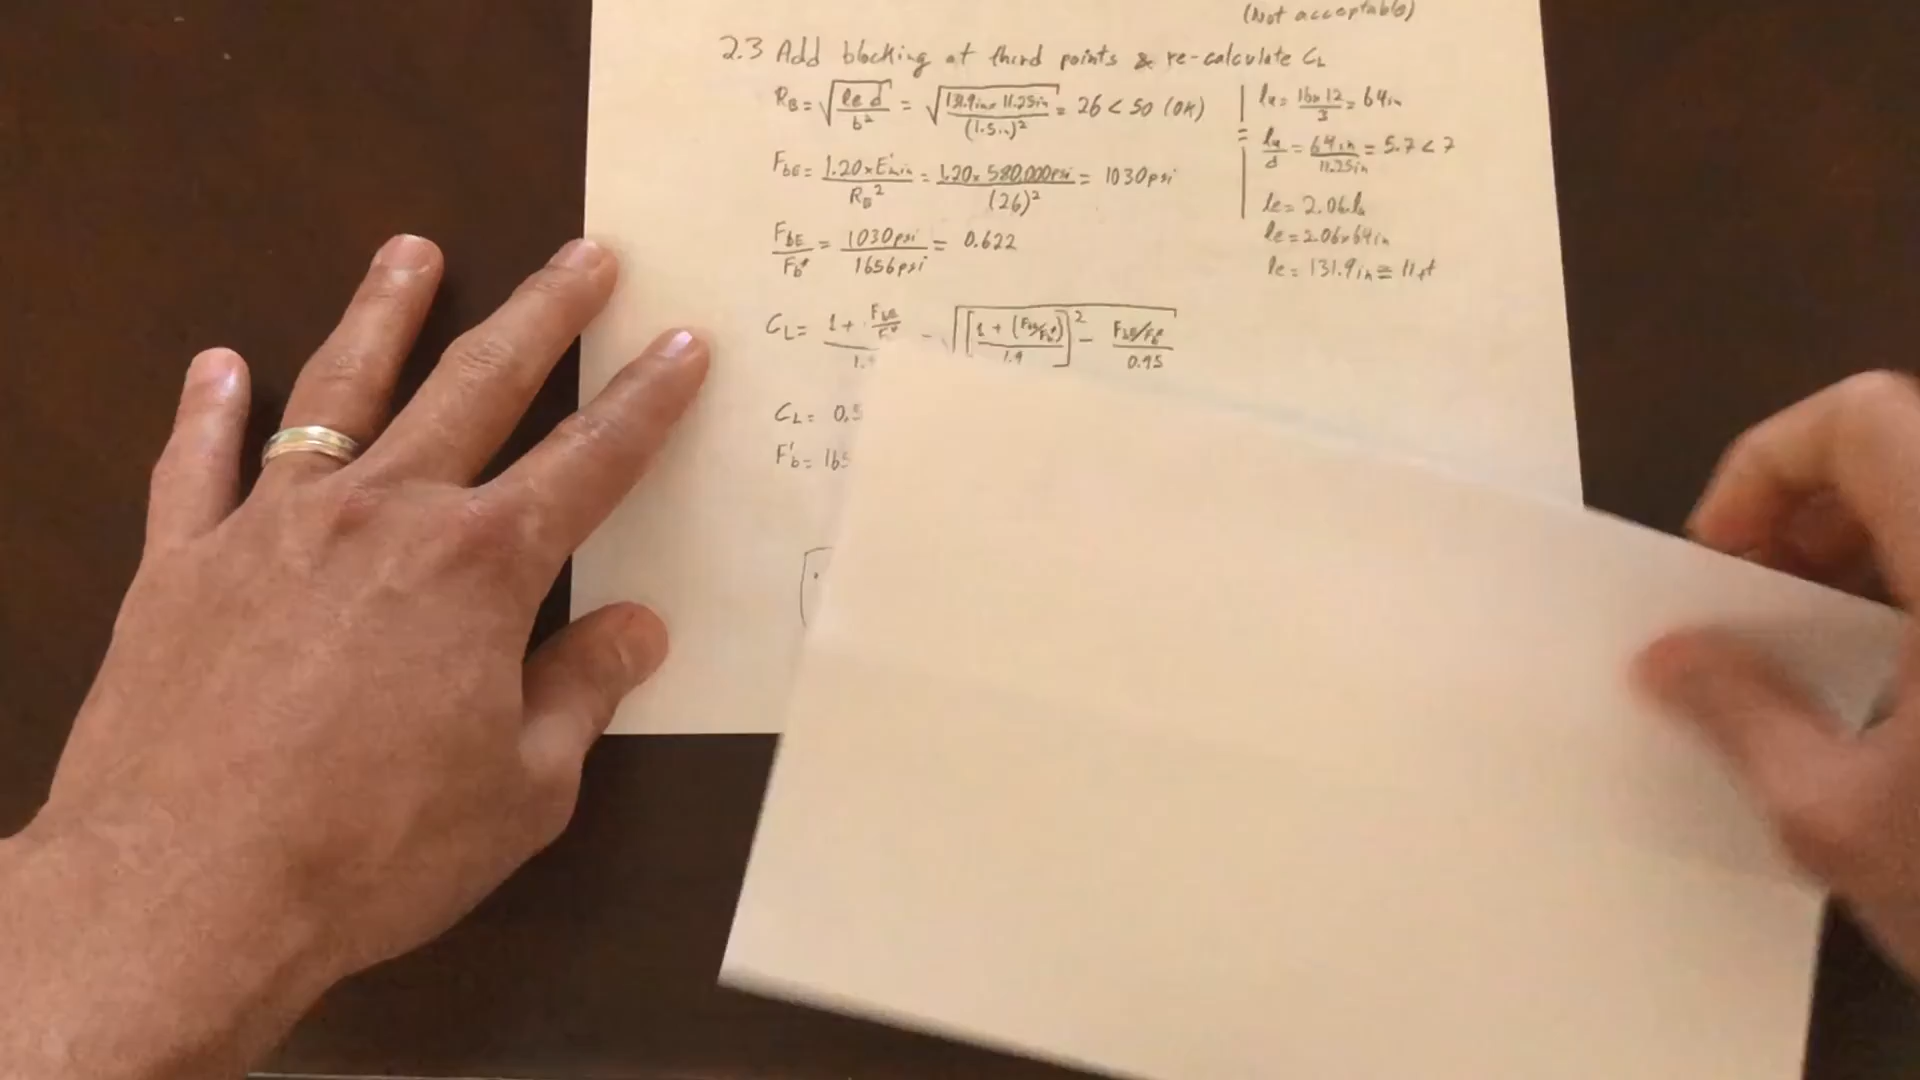 (Not acceptable)
2.3 Add blocking at third points & re-calculate CL
RB = √(le d / b²) = √(131.9in × 11.25in / (1.5in)²) = 26 < 50 (OK)
lu = 16×12/3 = 64in
lu/d = 64in/11.25in = 5.7 < 7
FbE = 1.20×E'min / RB² = 1.20×580,000psi / (26)² = 1030psi
le = 2.06lu
le = 2.06×64in
FbE/Fb* = 1030psi/1656psi = 0.622
le = 131.9in ≅ 11ft
CL = 1+ FbE/F* / 1.9 - √([1 + (FbE/Fb*) / 1.9]² - FbE/Fb* / 0.95)
CL = 0.5
F'b = 165